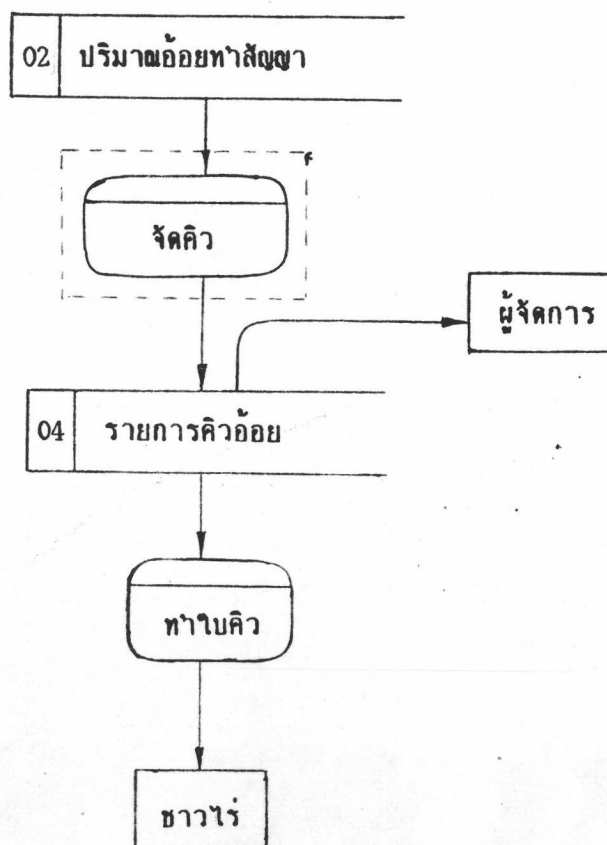 02 ปริมาณอ้อยทำสัญญา
จัดคิว
ผู้จัดการ
04 รายการคิวอ้อย
ทำใบคิว
ชาวไร่